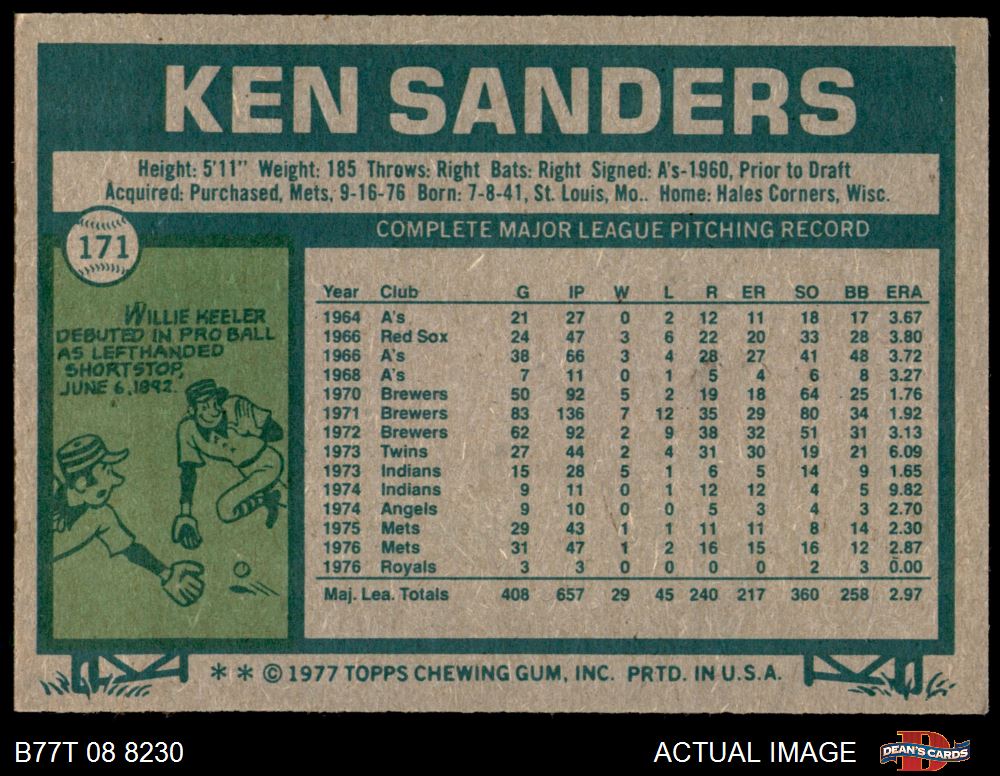 KEN SANDERS
Height: 5'11" Weight: 185 Throws: Right Bats: Right Signed: A's-1960, Prior to Draft
Acquired: Purchased, Mets, 9-16-76 Born: 7-8-41, St. Louis, Mo.. Home: Hales Corners, Wisc.
171
COMPLETE MAJOR LEAGUE PITCHING RECORD
WILLIE KEELER
DEBUTED IN PRO BALL
AS LEFTHANDED
SHORTSTOP,
JUNE 6, 1892.
Year Club G IP W L R ER SO BB ERA
1964 A's 21 27 0 2 12 11 18 17 3.67
1966 Red Sox 24 47 3 6 22 20 33 28 3.80
1966 A's 38 66 3 4 28 27 41 48 3.72
1968 A's 7 11 0 1 5 4 6 8 3.27
1970 Brewers 50 92 5 2 19 18 64 25 1.76
1971 Brewers 83 136 7 12 35 29 80 34 1.92
1972 Brewers 62 92 2 9 38 32 51 31 3.13
1973 Twins 27 44 2 4 31 30 19 21 6.09
1973 Indians 15 28 5 1 6 5 14 9 1.65
1974 Indians 9 11 0 1 12 12 4 5 9.82
1974 Angels 9 10 0 0 5 3 4 3 2.70
1975 Mets 29 43 1 1 11 11 8 14 2.30
1976 Mets 31 47 1 2 16 15 16 12 2.87
1976 Royals 3 3 0 0 0 0 2 3 0.00
Maj. Lea. Totals 408 657 29 45 240 217 360 258 2.97
** © 1977 TOPPS CHEWING GUM, INC. PRTD. IN U.S.A.
B77T 08 8230
ACTUAL IMAGE
DEAN'S CARDS